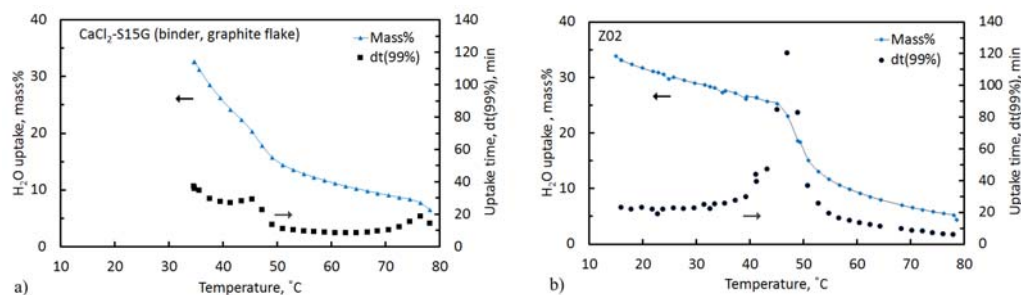 CaCl₂-S15G (binder, graphite flake)
Mass%
dt(99%)
H₂O uptake, mass%
40
30
20
10
0
Uptake time, dt(99%), min
140
120
100
80
60
40
20
0
10 20 30 40 50 60 70 80
Temperature, °C
a)
Z02
Mass%
dt(99%)
H₂O uptake , mass%
40
30
20
10
0
Uptake time, dt(99%), min
140
120
100
80
60
40
20
0
10 20 30 40 50 60 70 80
Temperature, °C
b)